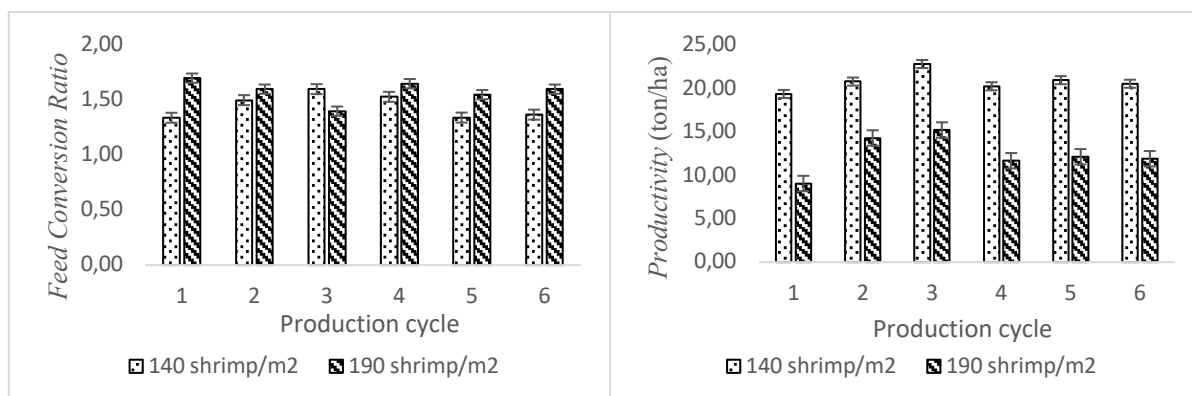 Feed Conversion Ratio
2,00
1,50
1,00
0,50
0,00
1 2 3 4 5 6
Production cycle
140 shrimp/m2 190 shrimp/m2
Productivity (ton/ha)
25,00
20,00
15,00
10,00
5,00
0,00
1 2 3 4 5 6
Production cycle
140 shrimp/m2 190 shrimp/m2